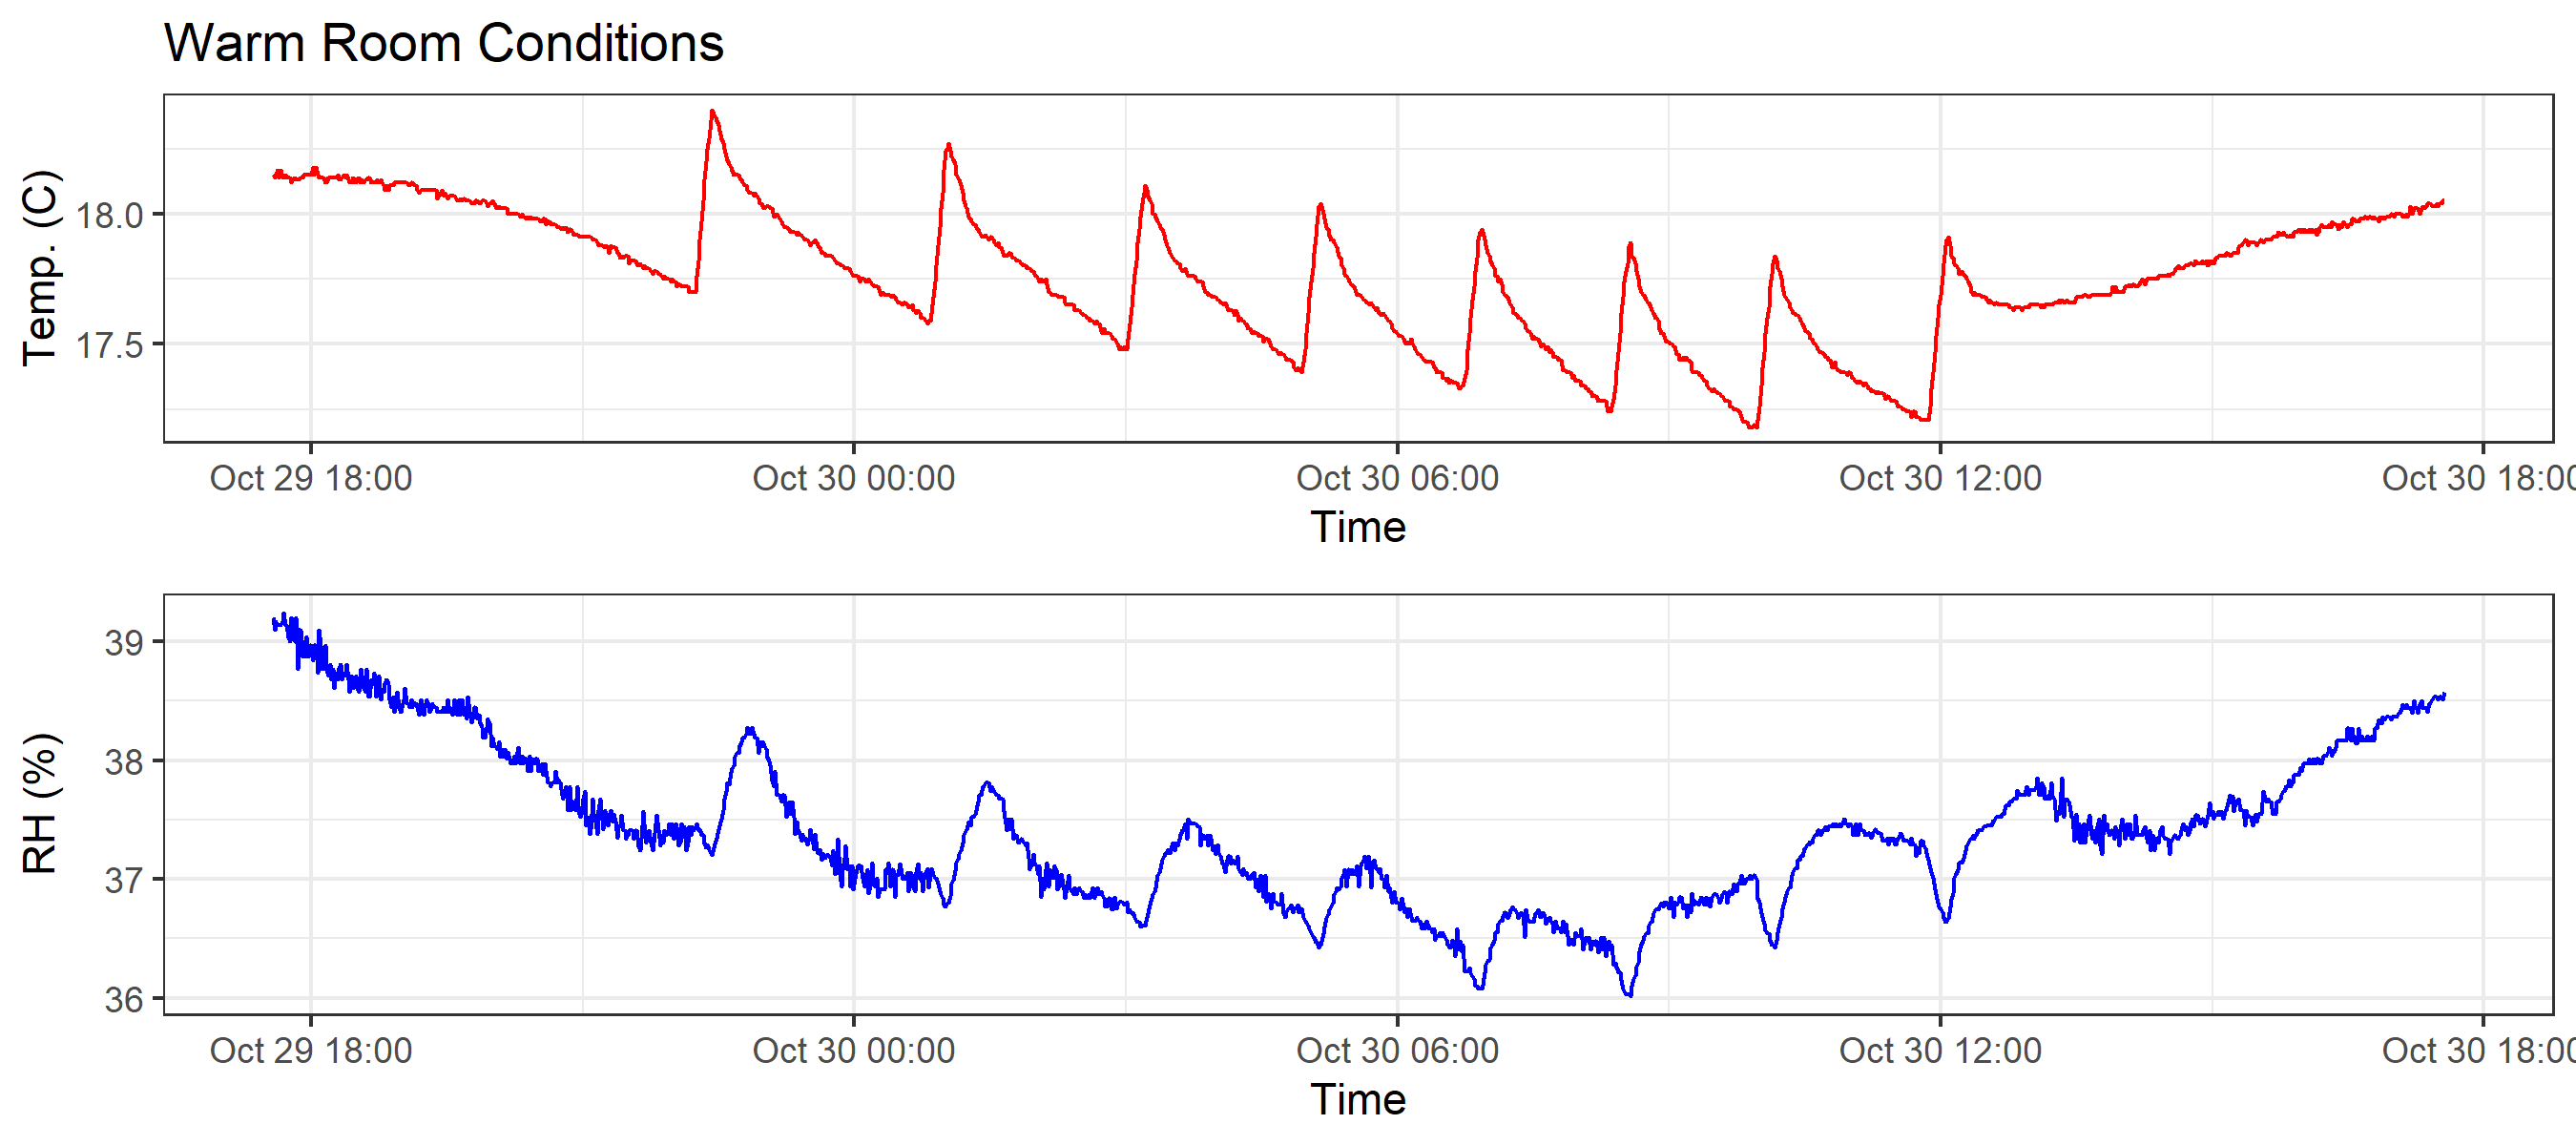 Warm Room Conditions
Temp. (C)
18.0
17.5
Oct 29 18:00 Oct 30 00:00 Oct 30 06:00 Oct 30 12:00 Oct 30 18:00
Time
RH (%)
39
38
37
36
Oct 29 18:00 Oct 30 00:00 Oct 30 06:00 Oct 30 12:00 Oct 30 18:00
Time